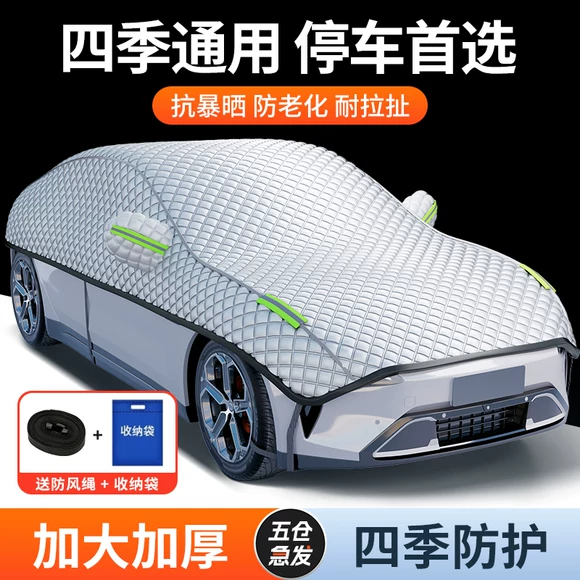 四季通用 停车首选
抗暴晒 防老化 耐拉扯
收纳袋
+
送防风绳 + 收纳袋
加大加厚
五仓
急发
四季防护